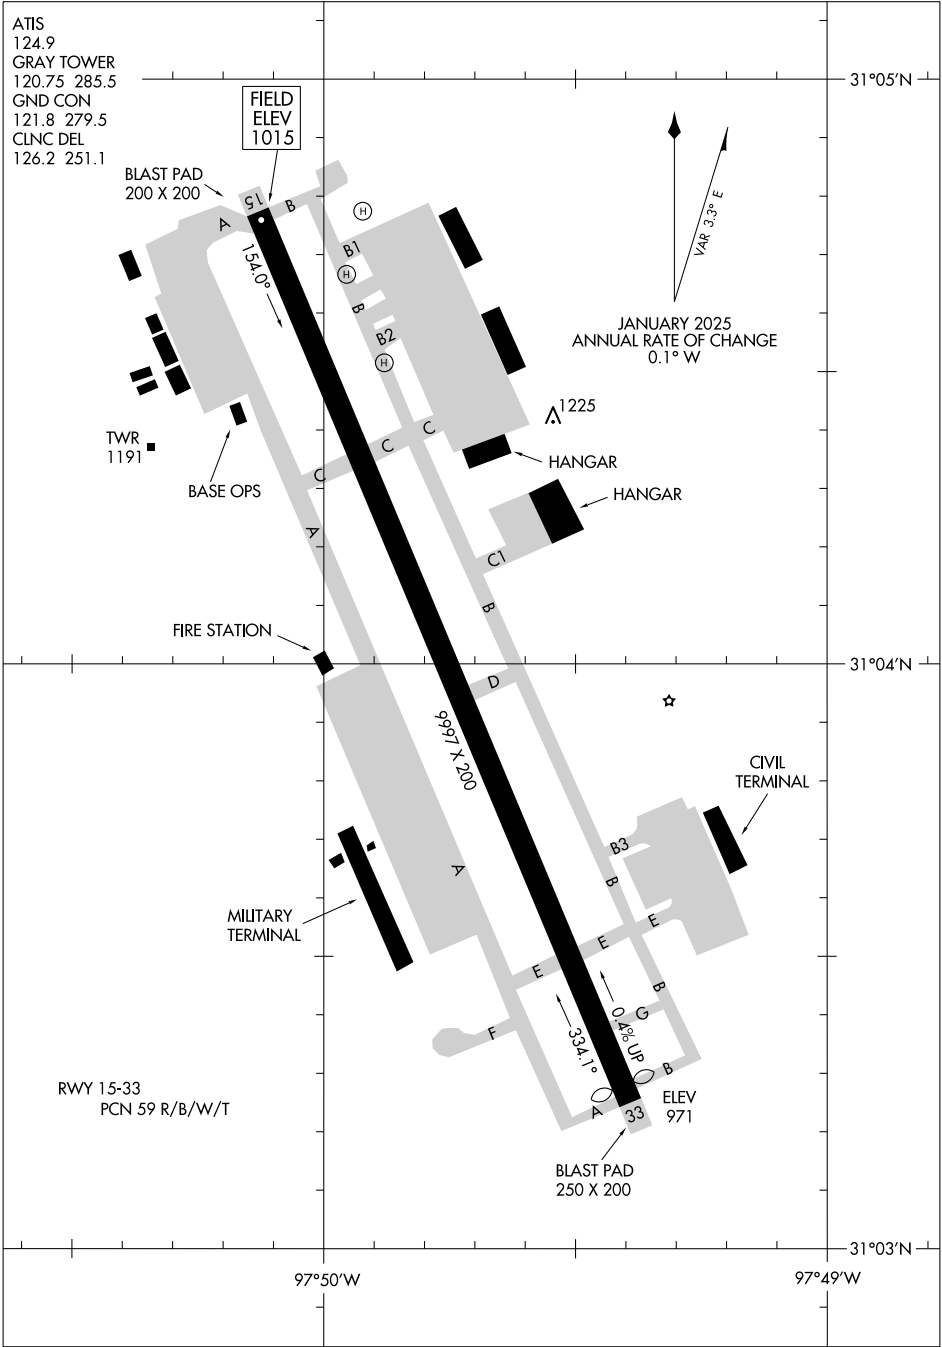 ATIS
124.9
GRAY TOWER
120.75 285.5
GND CON
121.8 279.5
CLNC DEL
126.2 251.1
31°05'N
FIELD
ELEV
1015
BLAST PAD
200 X 200
15
A
B
H
VAR 3.3° E
B1
154.0°
H
B
JANUARY 2025
ANNUAL RATE OF CHANGE
0.1° W
B2
H
1225
TWR
1191
C
C
C
HANGAR
BASE OPS
HANGAR
A
C1
B
FIRE STATION
31°04'N
D
9997 X 200
CIVIL
TERMINAL
B3
A
B
MILITARY
TERMINAL
E
E
E
B
G
F
334.1°
0.4% UP
B
RWY 15-33
PCN 59 R/B/W/T
A
33
ELEV
971
BLAST PAD
250 X 200
31°03'N
97°50'W
97°49'W